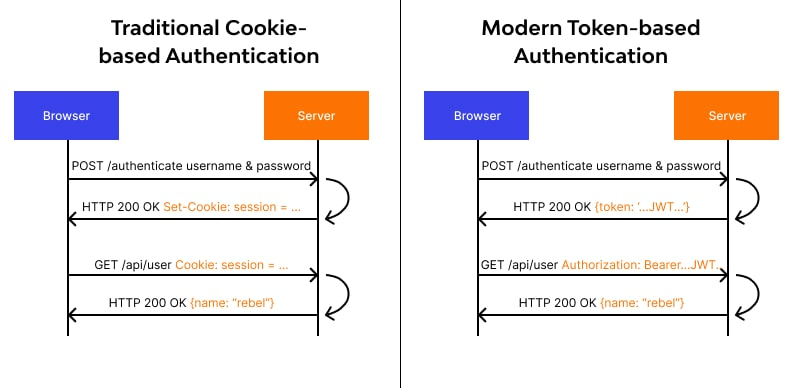 Traditional Cookie-
based Authentication
Browser
Server
POST /authenticate username & password
HTTP 200 OK Set-Cookie: session = ...
GET /api/user Cookie: session = ...
HTTP 200 OK {name: “rebel”}
Modern Token-based
Authentication
Browser
Server
POST /authenticate username & password
HTTP 200 OK {token: ‘...JWT...’}
GET /api/user Authorization: Bearer...JWT...
HTTP 200 OK {name: “rebel”}